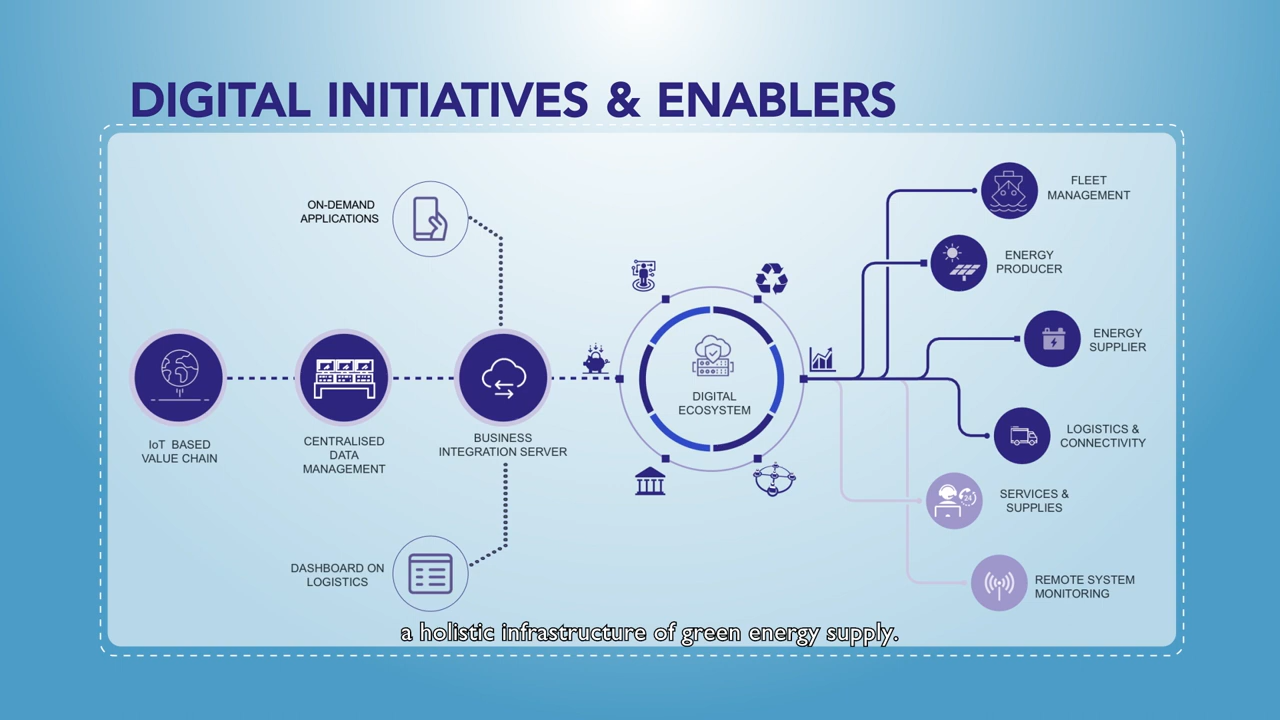 DIGITAL INITIATIVES & ENABLERS
ON-DEMAND
APPLICATIONS
IoT BASED
VALUE CHAIN
CENTRALISED
DATA
MANAGEMENT
BUSINESS
INTEGRATION SERVER
DASHBOARD ON
LOGISTICS
DIGITAL
ECOSYSTEM
FLEET
MANAGEMENT
ENERGY
PRODUCER
ENERGY
SUPPLIER
LOGISTICS &
CONNECTIVITY
24
SERVICES &
SUPPLIES
REMOTE SYSTEM
MONITORING
a holistic infrastructure of green energy supply.